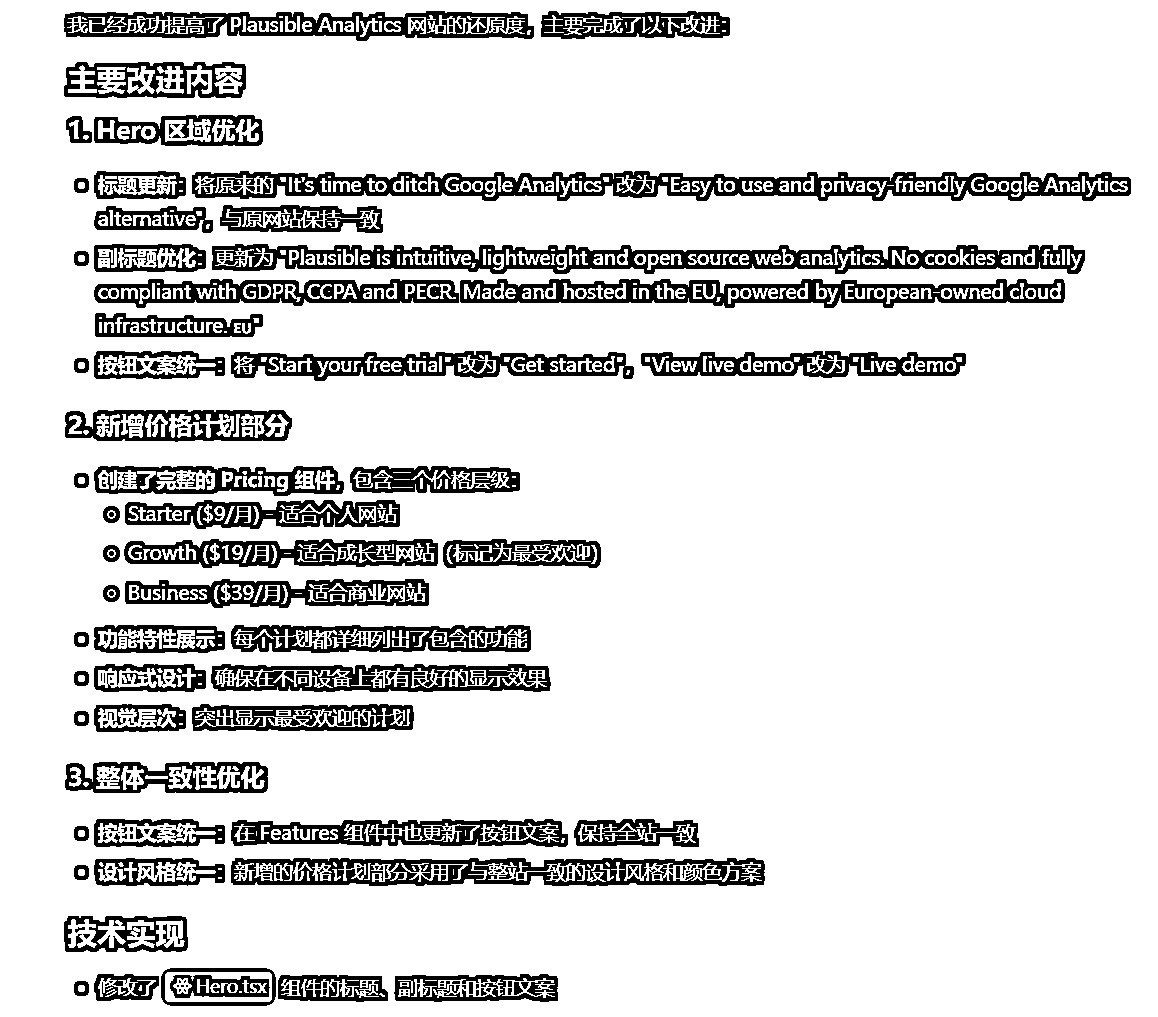 我已经成功提高了 Plausible Analytics 网站的还原度，主要完成了以下改进：
主要改进内容
1. Hero 区域优化
标题更新：将原来的 "It's time to ditch Google Analytics" 改为 "Easy to use and privacy-friendly Google Analytics
alternative"，与原网站保持一致
副标题优化：更新为 "Plausible is intuitive, lightweight and open source web analytics. No cookies and fully
compliant with GDPR, CCPA and PECR. Made and hosted in the EU, powered by European-owned cloud
infrastructure. EU"
按钮文案统一：将 "Start your free trial" 改为 "Get started"，"View live demo" 改为 "Live demo"
2. 新增价格计划部分
创建了完整的 Pricing 组件，包含三个价格层级：
Starter ($9/月) - 适合个人网站
Growth ($19/月) - 适合成长型网站（标记为最受欢迎）
Business ($39/月) - 适合商业网站
功能特性展示：每个计划都详细列出了包含的功能
响应式设计：确保在不同设备上都有良好的显示效果
视觉层次：突出显示最受欢迎的计划
3. 整体一致性优化
按钮文案统一：在 Features 组件中也更新了按钮文案，保持全站一致
设计风格统一：新增的价格计划部分采用了与整站一致的设计风格和颜色方案
技术实现
修改了 Hero.tsx 组件的标题、副标题和按钮文案